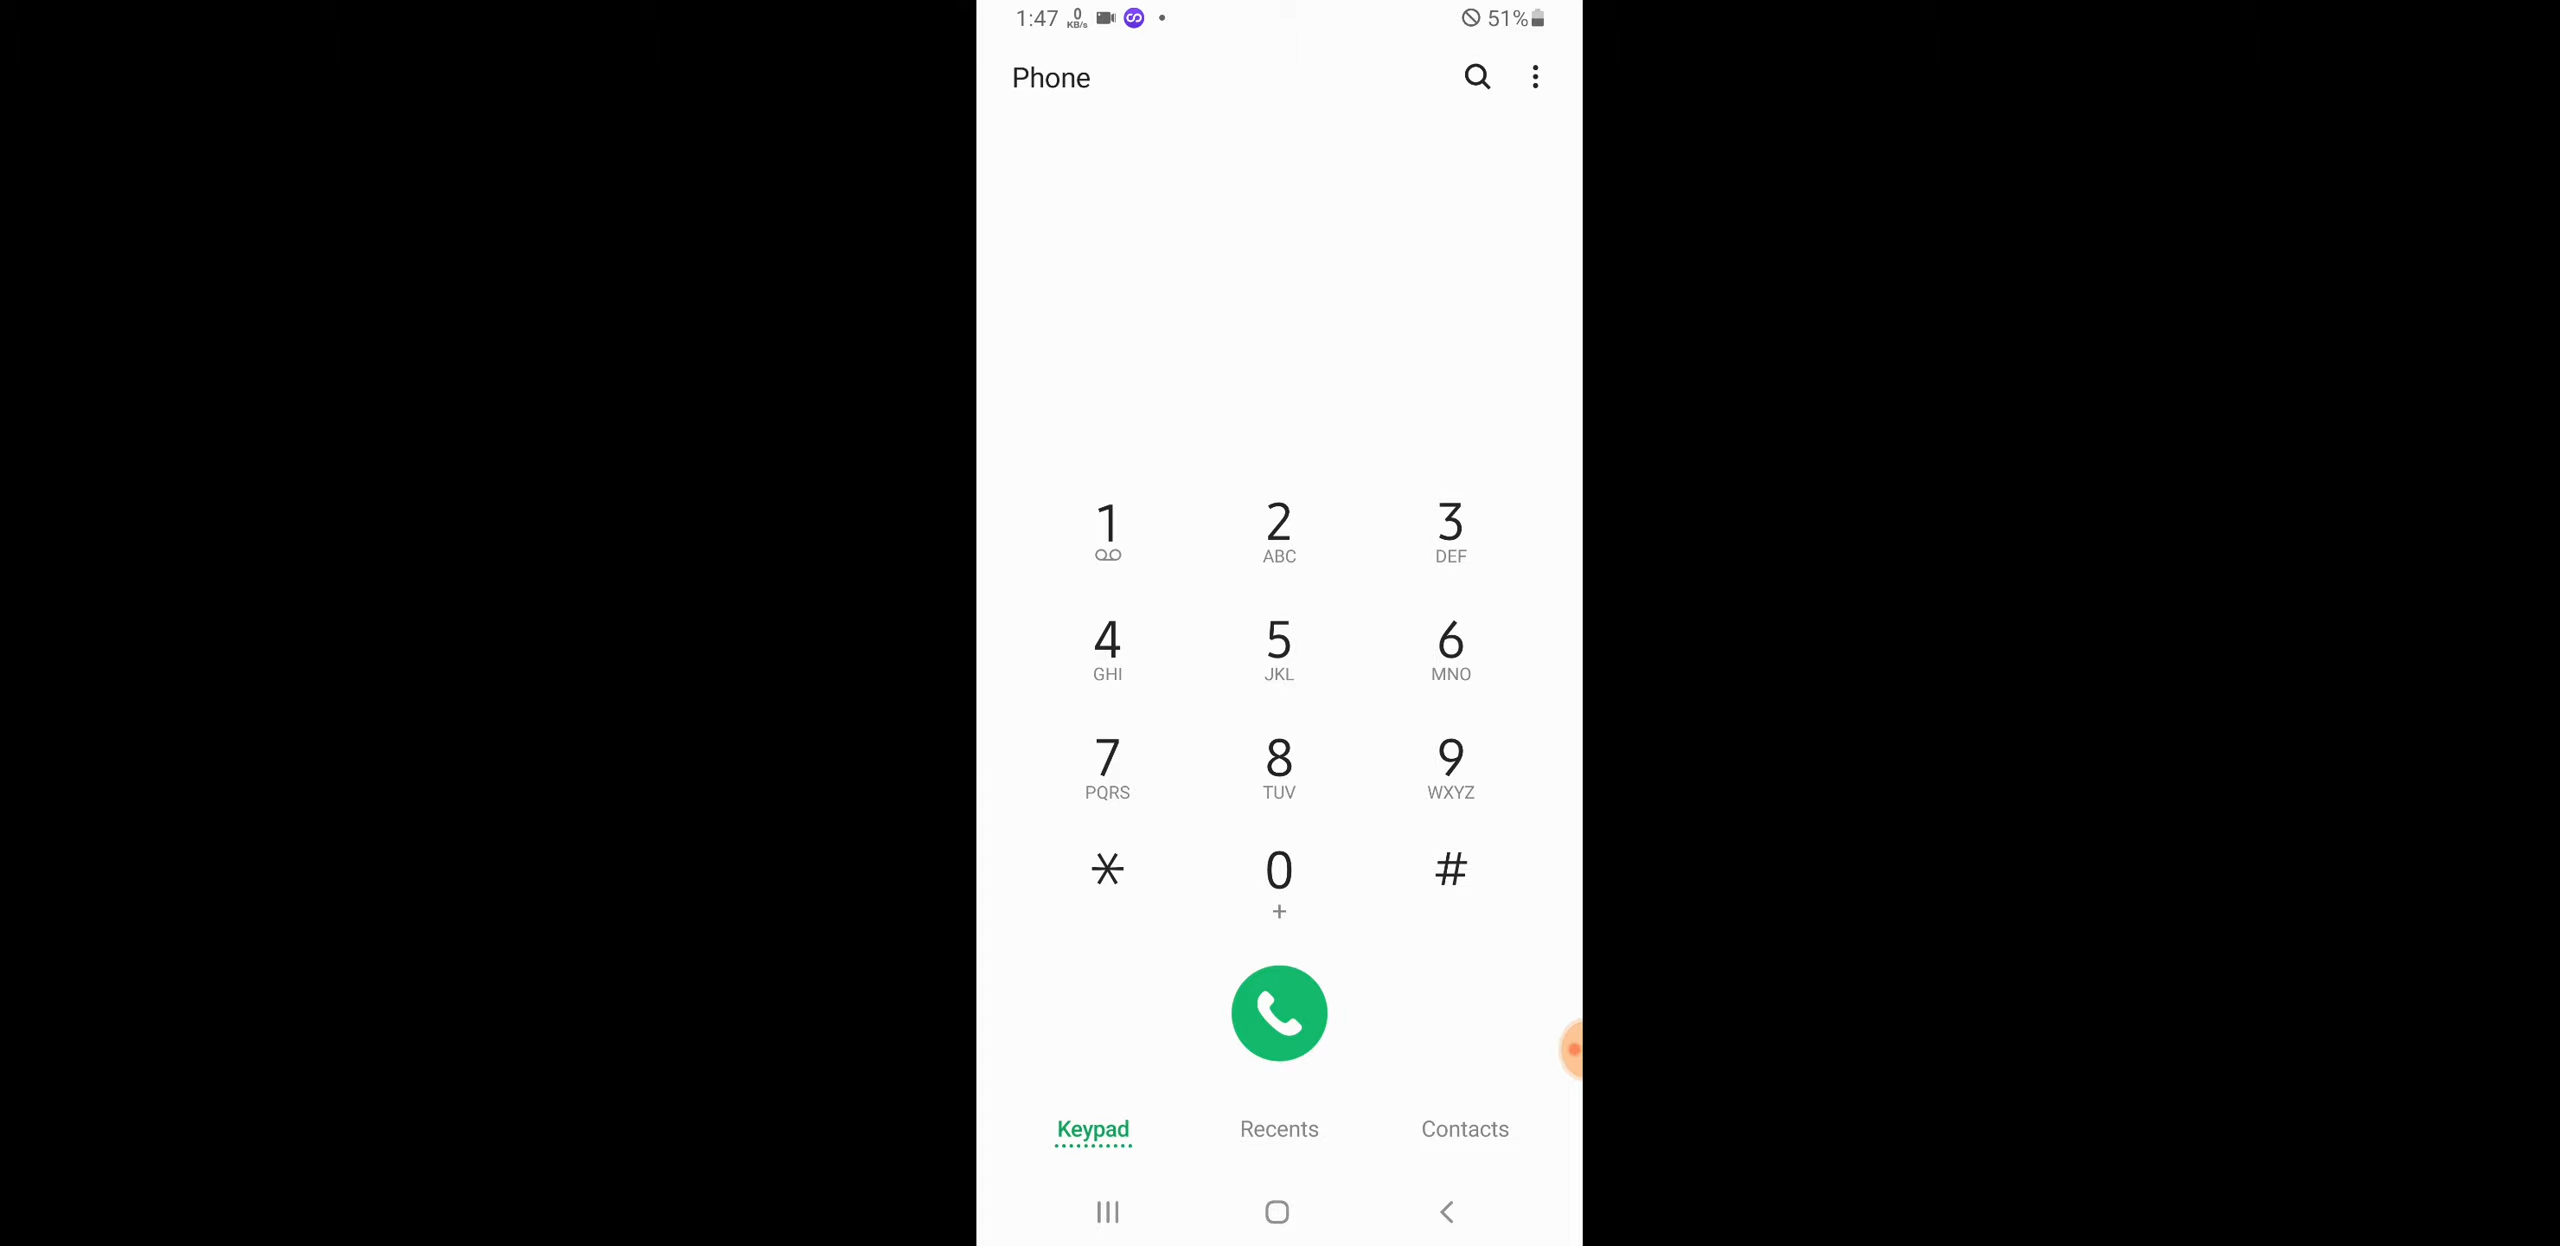 1:47 0 KB/s 51%
Phone
1 2 3
ABC DEF
4 5 6
GHI JKL MNO
7 8 9
PQRS TUV WXYZ
* 0 #
+
Keypad Recents Contacts